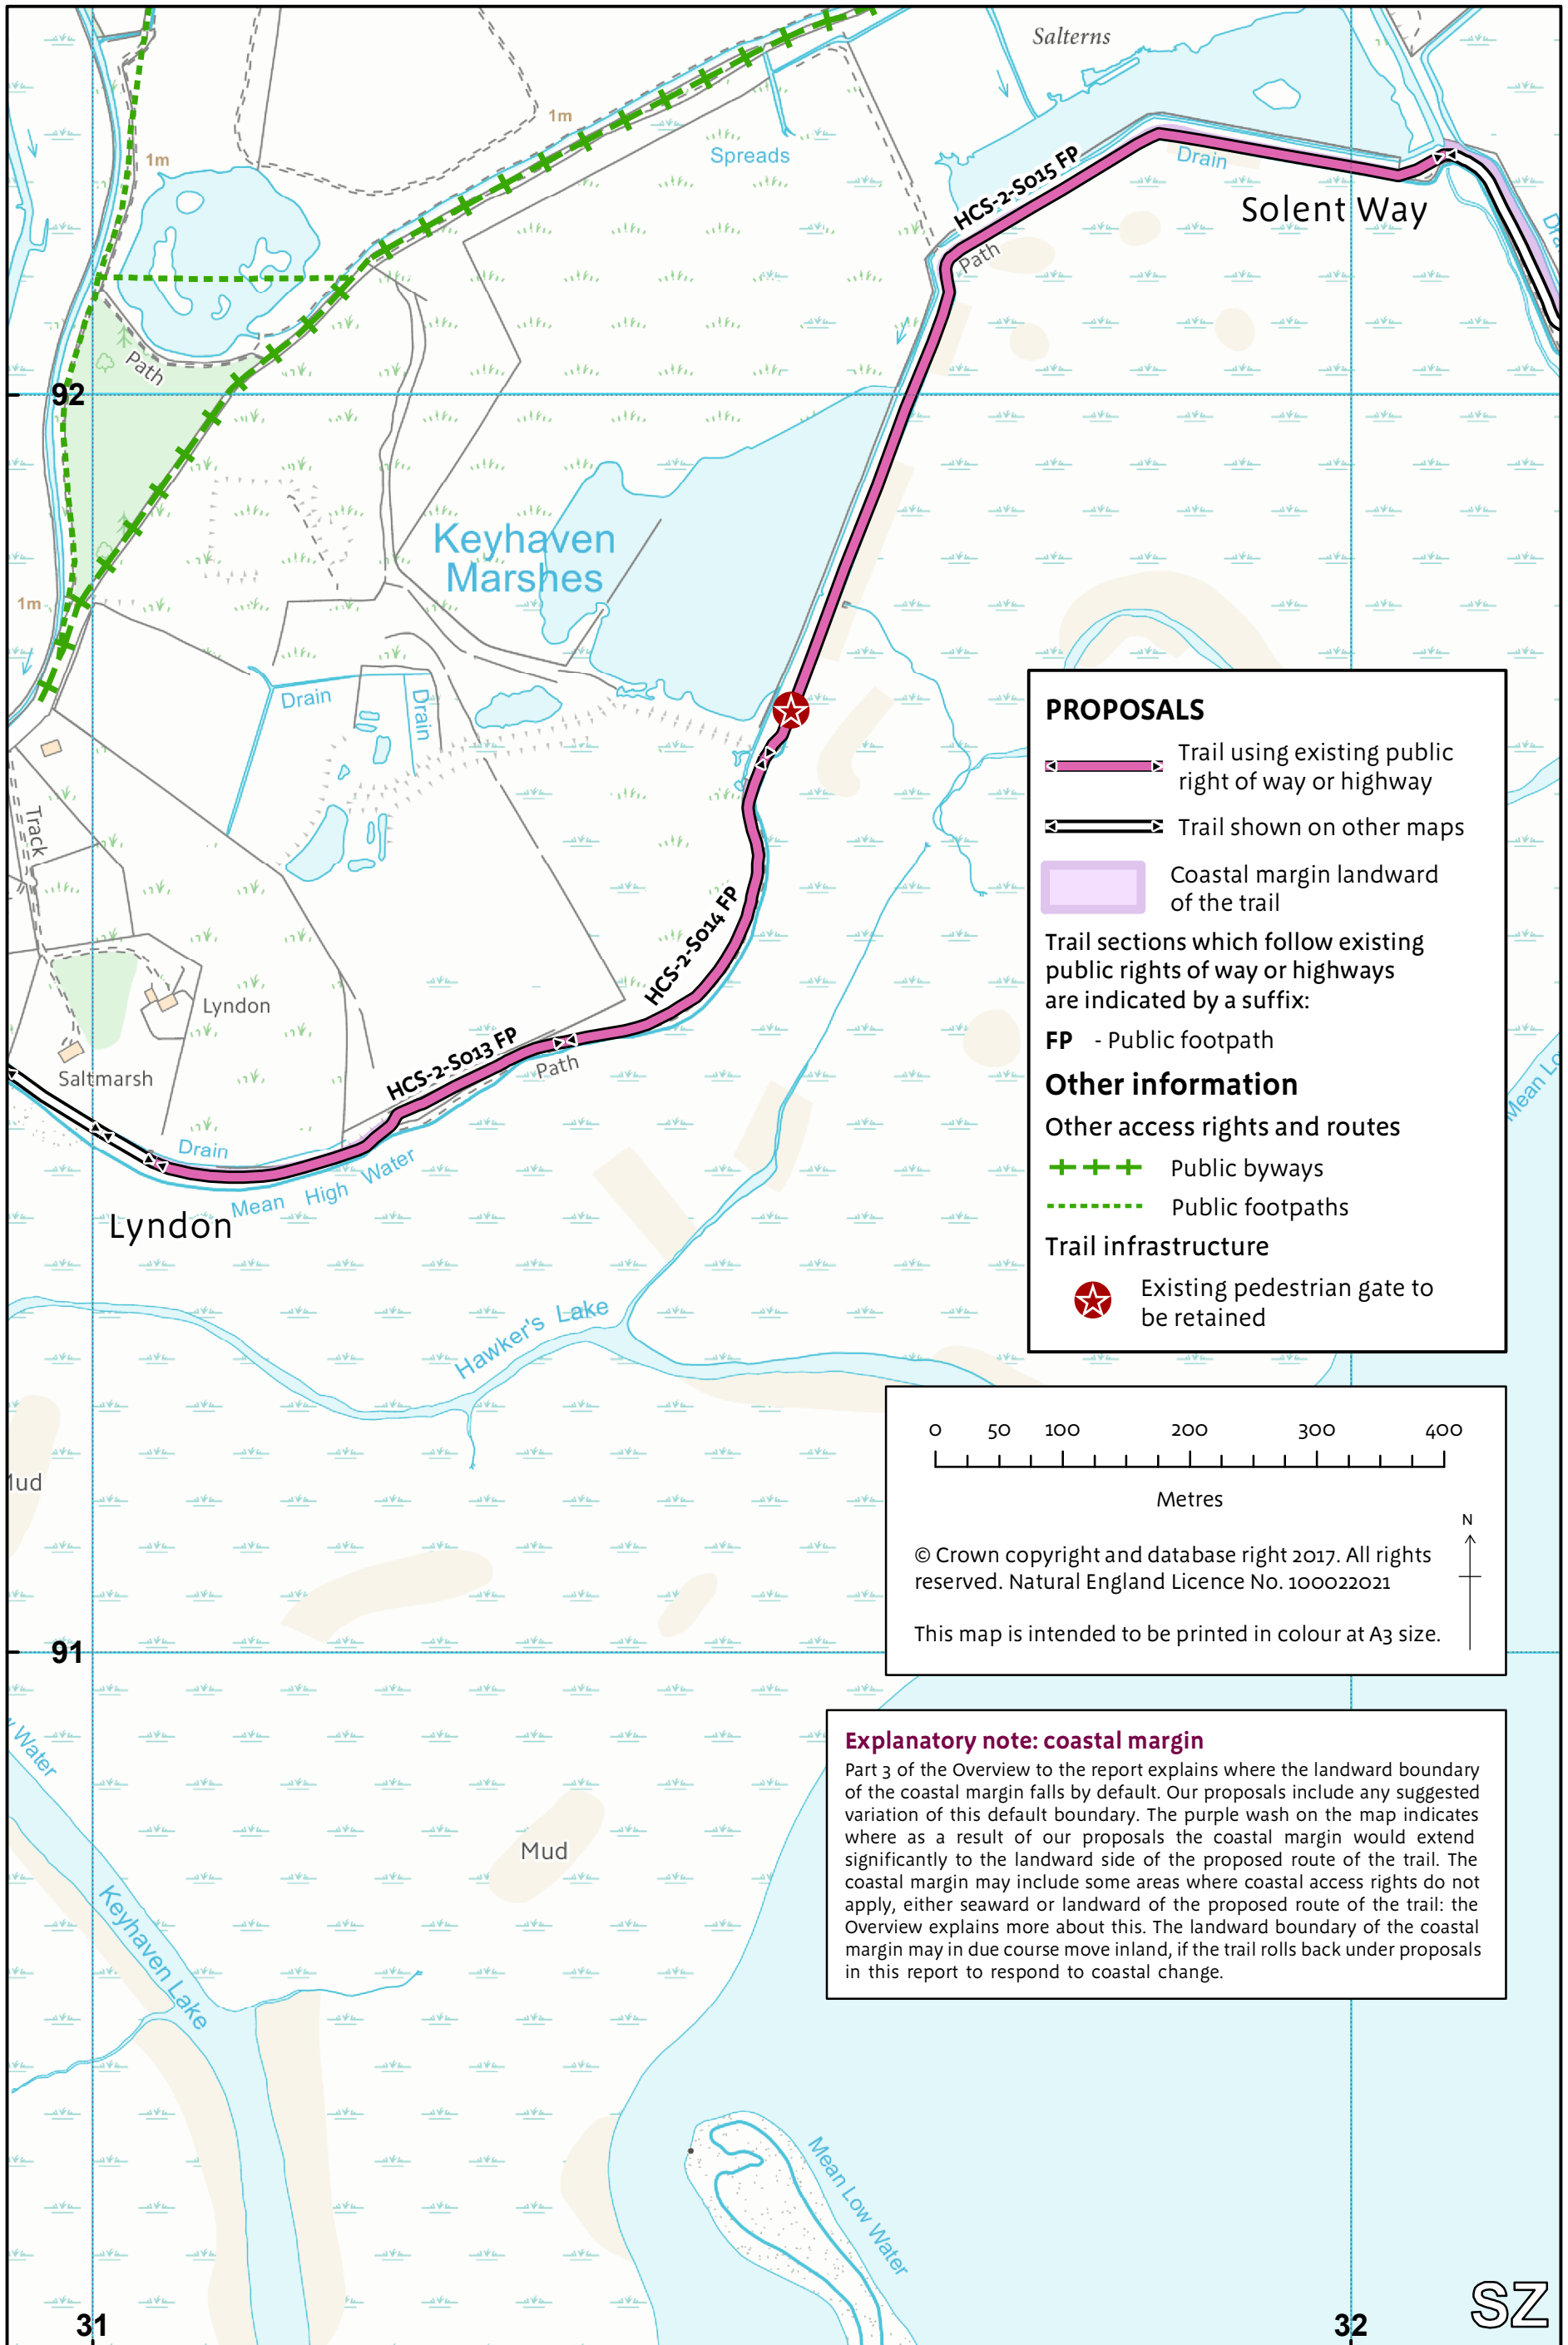 Salterns
1m
1m
Spreads
HCS-2-S015 FP
Drain
Solent Way
Path
Path
92
Keyhaven
Marshes
1m
Drain
Drain
Track
HCS-2-S014 FP
Lyndon
HCS-2-S013 FP
Path
Saltmarsh
Drain
Mean High Water
Lyndon
Hawker's Lake
Mud
91
Water
Mud
Keyhaven Lake
Mean Low Water
31
32
SZ
PROPOSALS
Trail using existing public
right of way or highway
Trail shown on other maps
Coastal margin landward
of the trail
Trail sections which follow existing
public rights of way or highways
are indicated by a suffix:
FP - Public footpath
Other information
Other access rights and routes
Public byways
Public footpaths
Trail infrastructure
Existing pedestrian gate to
be retained
Mean Lo
0 50 100 200 300 400
Metres
N
© Crown copyright and database right 2017. All rights
reserved. Natural England Licence No. 100022021
This map is intended to be printed in colour at A3 size.
Explanatory note: coastal margin
Part 3 of the Overview to the report explains where the landward boundary
of the coastal margin falls by default. Our proposals include any suggested
variation of this default boundary. The purple wash on the map indicates
where as a result of our proposals the coastal margin would extend
significantly to the landward side of the proposed route of the trail. The
coastal margin may include some areas where coastal access rights do not
apply, either seaward or landward of the proposed route of the trail: the
Overview explains more about this. The landward boundary of the coastal
margin may in due course move inland, if the trail rolls back under proposals
in this report to respond to coastal change.